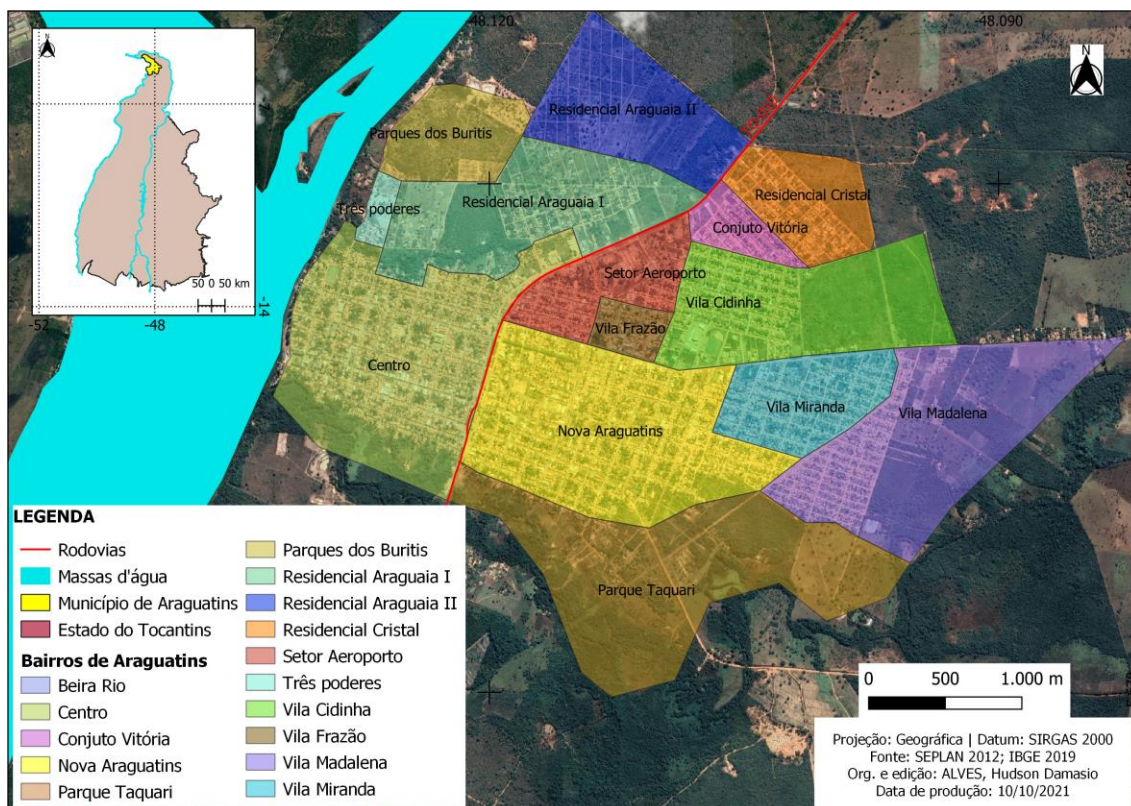 -48.120
-48.090
N
N
-7
50 0 50 km
-14
-52
-48
Residencial Araguaia II
Parques dos Buritis
Residencial Cristal
Três poderes
Residencial Araguaia I
Conjuto Vitória
Setor Aeroporto
Vila Cidinha
Vila Frazão
Centro
Vila Miranda
Vila Madalena
Nova Araguatins
Parque Taquari
LEGENDA
Rodovias
Massas d'água
Município de Araguatins
Estado do Tocantins
Bairros de Araguatins
Beira Rio
Centro
Conjuto Vitória
Nova Araguatins
Parque Taquari
Parques dos Buritis
Residencial Araguaia I
Residencial Araguaia II
Residencial Cristal
Setor Aeroporto
Três poderes
Vila Cidinha
Vila Frazão
Vila Madalena
Vila Miranda
0 500 1.000 m
Projeção: Geográfica | Datum: SIRGAS 2000
Fonte: SEPLAN 2012; IBGE 2019
Org. e edição: ALVES, Hudson Damasio
Data de produção: 10/10/2021